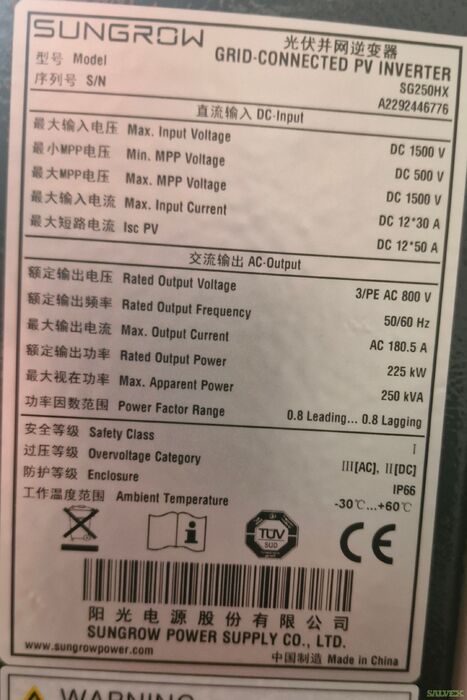 SUNGROW
光伏并网逆变器
GRID-CONNECTED PV INVERTER
型号 Model SG250HX
序列号 S/N A2292446776
直流输入 DC-Input
最大输入电压 Max. Input Voltage DC 1500 V
最小MPP电压 Min. MPP Voltage DC 500 V
最大MPP电压 Max. MPP Voltage DC 1500 V
最大输入电流 Max. Input Current DC 12*30 A
最大短路电流 Isc PV DC 12*50 A
交流输出 AC-Output
额定输出电压 Rated Output Voltage 3/PE AC 800 V
额定输出频率 Rated Output Frequency 50/60 Hz
最大输出电流 Max. Output Current AC 180.5 A
额定输出功率 Rated Output Power 225 kW
最大视在功率 Max. Apparent Power 250 kVA
功率因数范围 Power Factor Range 0.8 Leading... 0.8 Lagging
安全等级 Safety Class I
过压等级 Overvoltage Category III[AC], II[DC]
防护等级 Enclosure IP66
工作温度范围 Ambient Temperature -30℃...+60℃
i TÜV SUD CE
阳光电源股份有限公司
SUNGROW POWER SUPPLY CO., LTD.
www.sungrowpower.com 中国制造 Made in China
WARNING
SALVEX